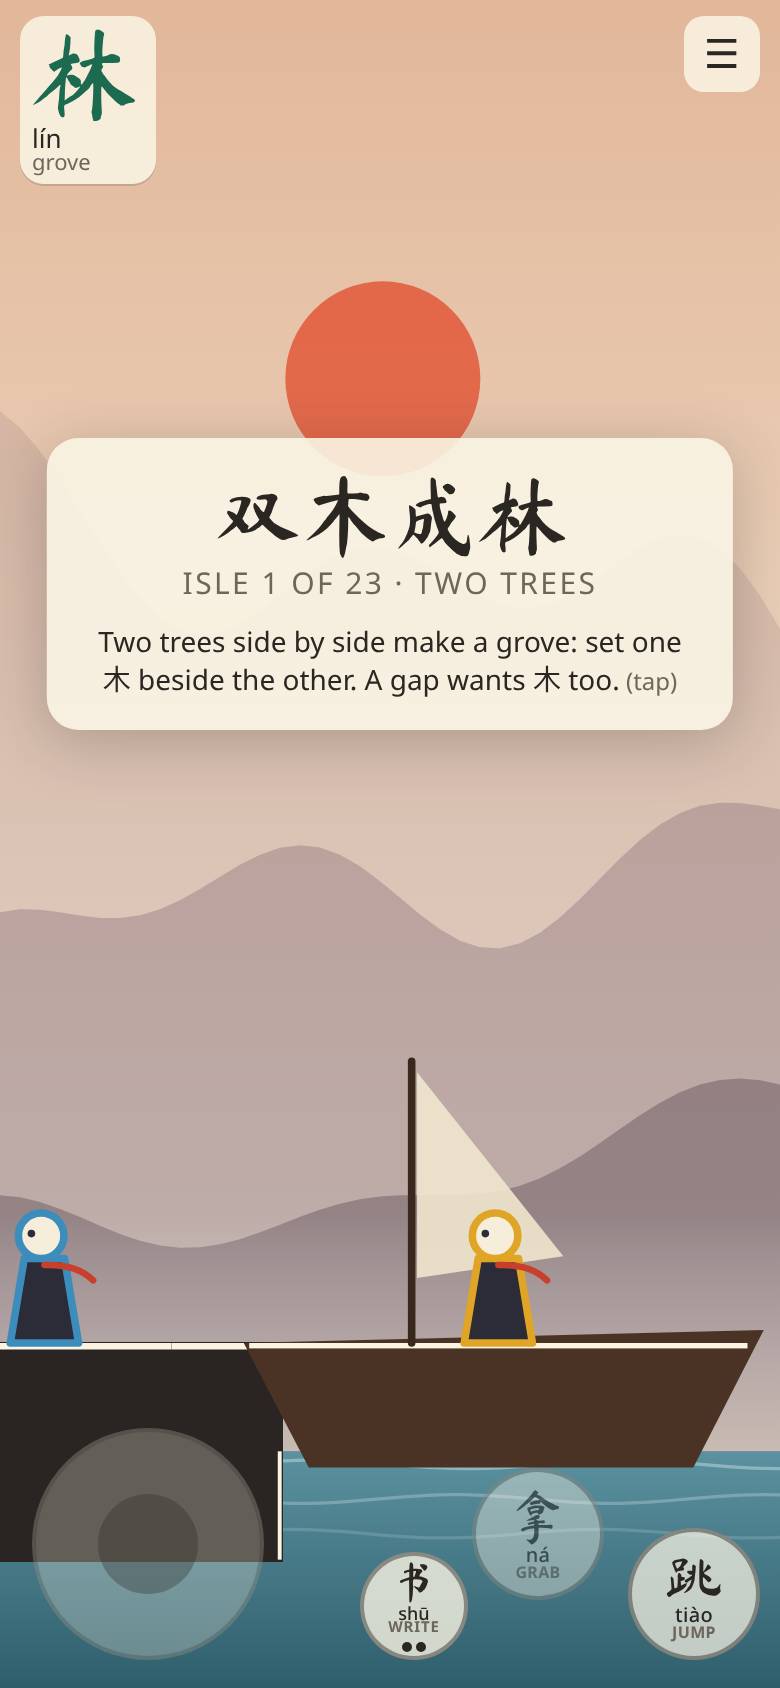 林
lín
grove
☰
双木成林
ISLE 1 OF 23 · TWO TREES
Two trees side by side make a grove: set one
木 beside the other. A gap wants 木 too. (tap)
拿
ná
GRAB
书
shū
WRITE
跳
tiào
JUMP